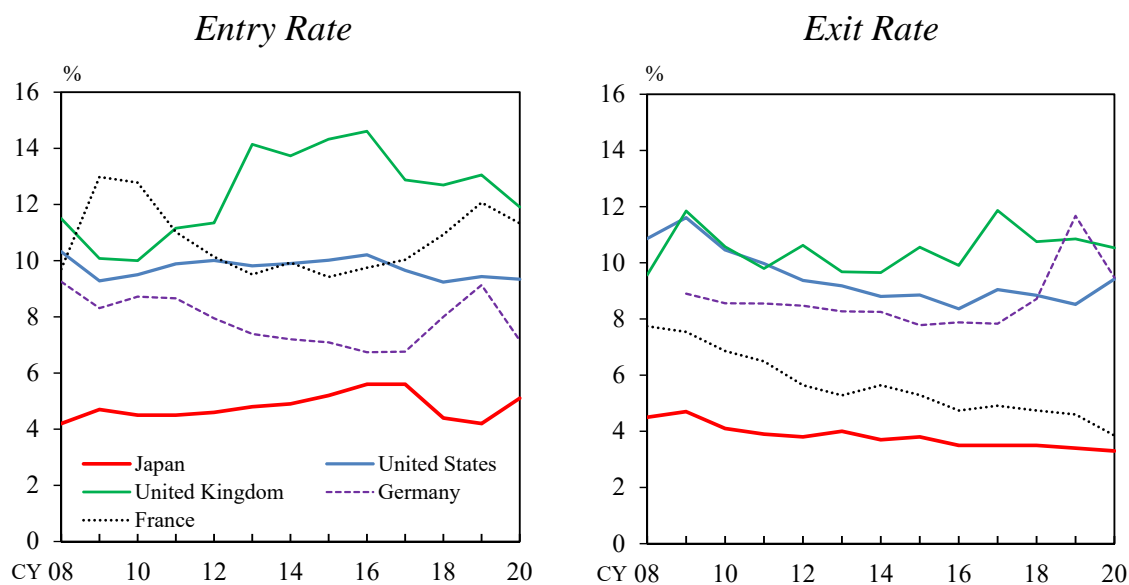 Entry Rate
%
16
14
12
10
8
6
4
2
0
Japan
United States
United Kingdom
Germany
France
CY 08 10 12 14 16 18 20
Exit Rate
%
16
14
12
10
8
6
4
2
0
CY 08 10 12 14 16 18 20